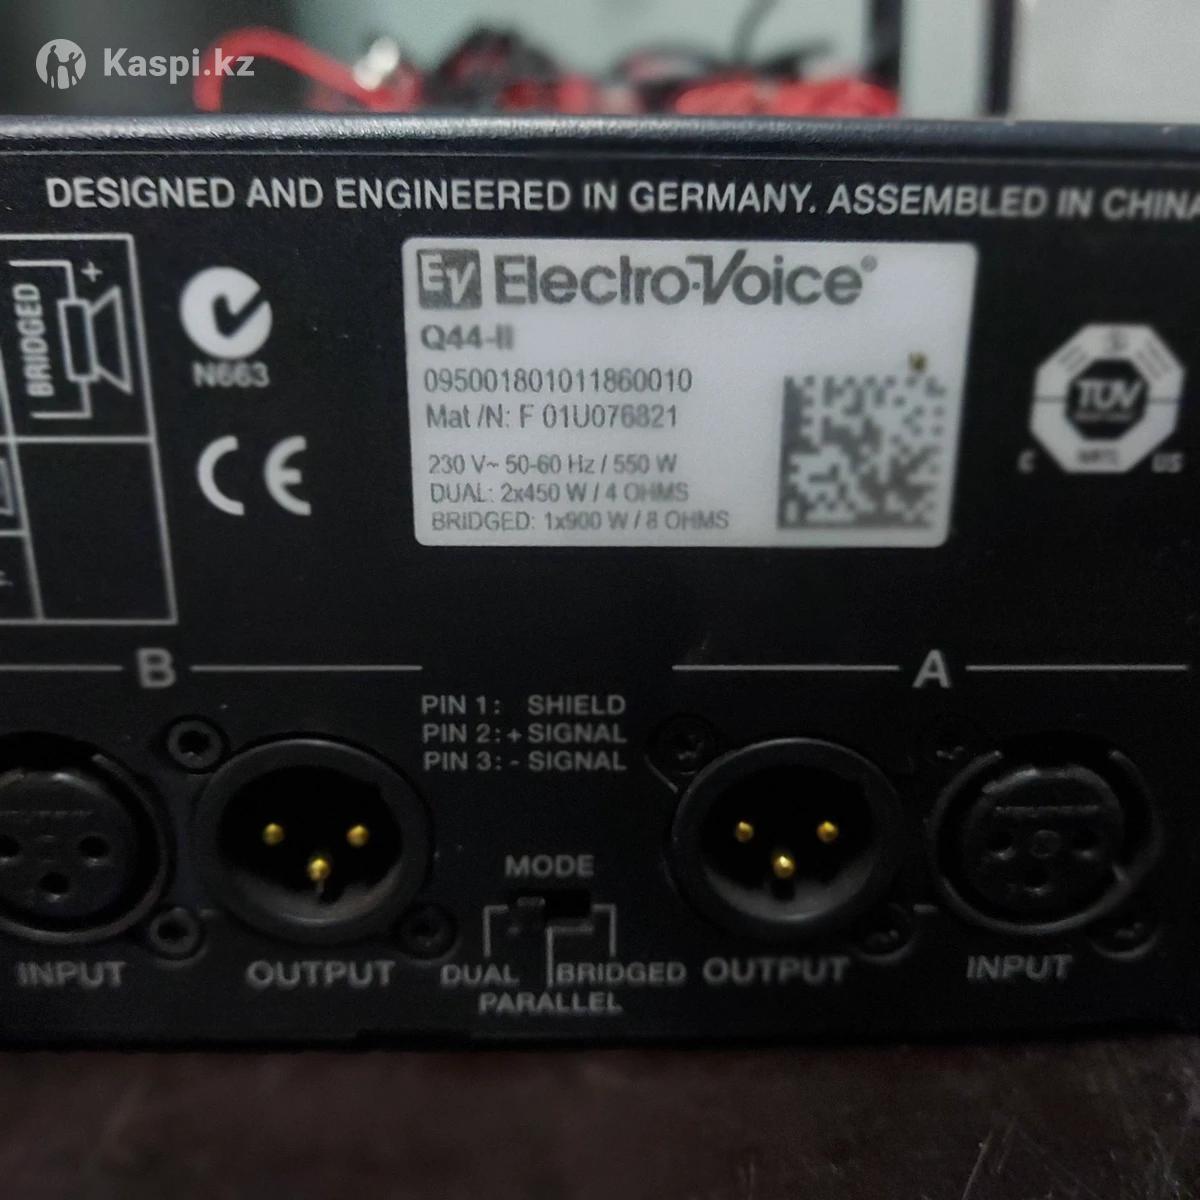 Kaspi.kz
DESIGNED AND ENGINEERED IN GERMANY. ASSEMBLED IN CHINA
BRIDGED
+
N663
CE
EV Electro-Voice®
Q44-II
095001801011860010
Mat /N: F 01U076821
230 V~ 50-60 Hz / 550 W
DUAL: 2x450 W / 4 OHMS
BRIDGED: 1x900 W / 8 OHMS
TÜV
C US
B
A
PIN 1: SHIELD
PIN 2: + SIGNAL
PIN 3: - SIGNAL
MODE
INPUT
OUTPUT
DUAL
BRIDGED
PARALLEL
OUTPUT
INPUT